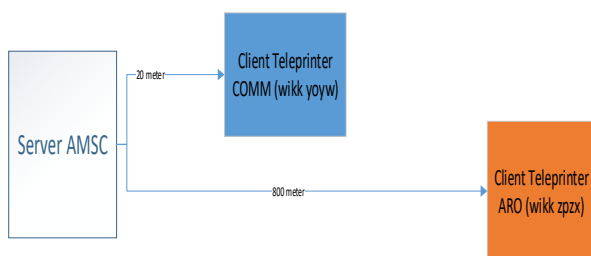 Server AMSC
20 meter
Client Teleprinter
COMM (wikk yoyw)
800 meter
Client Teleprinter
ARO (wikk zpzx)